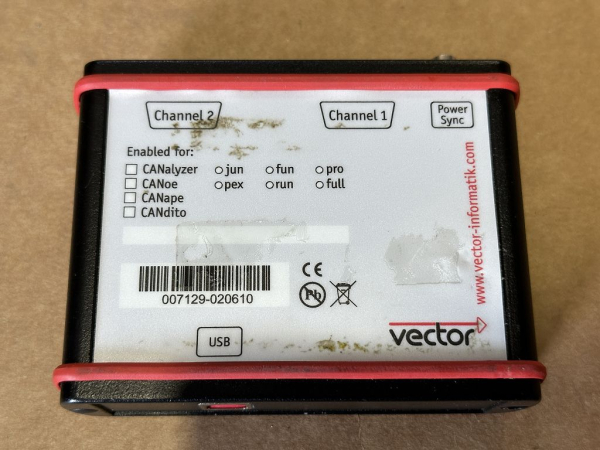 Channel 2
Channel 1
Power
Sync
Enabled for:
CANalyzer jun fun pro
CANoe pex run full
CANape
CANdito
www.vector-informatik.com
007129-020610
CE
Pb
vector
USB